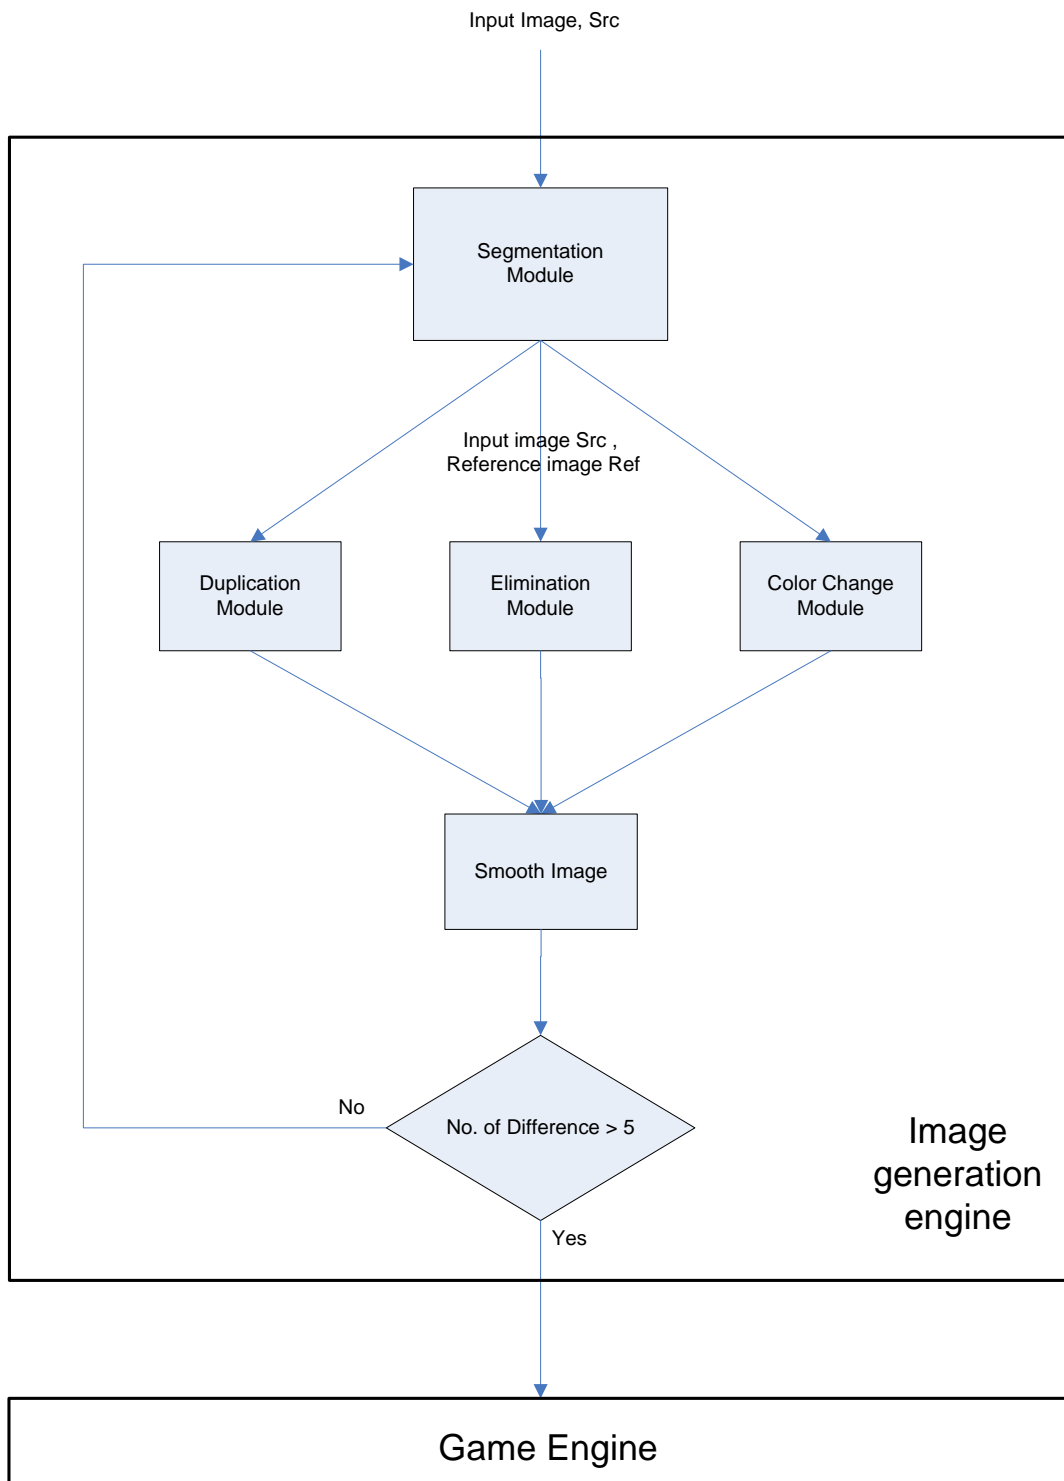 Input Image, Src
Segmentation
Module
Input image Src ,
Reference image Ref
Duplication
Module
Elimination
Module
Color Change
Module
Smooth Image
No
No. of Difference > 5
Yes
Image
generation
engine
Game Engine